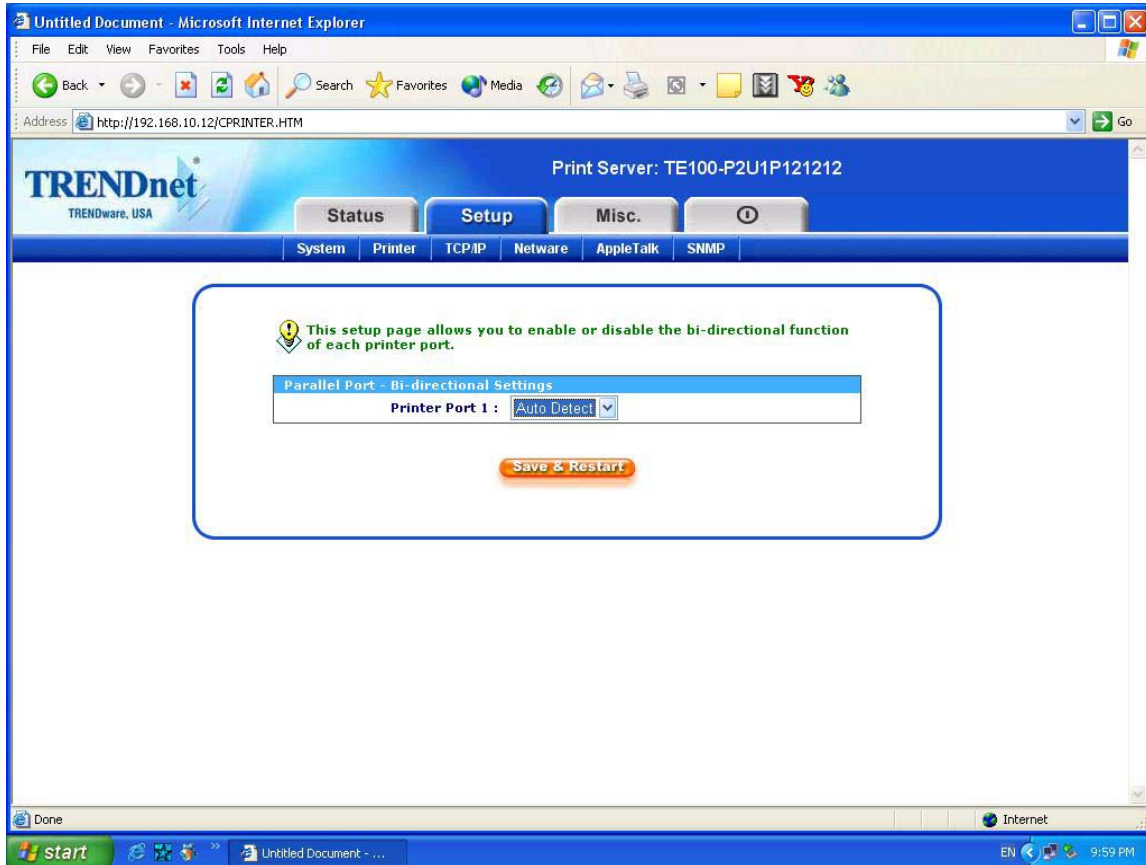 Untitled Document - Microsoft Internet Explorer
File Edit View Favorites Tools Help
Back Search Favorites Media
Address http://192.168.10.12/CPRINTER.HTM Go
TRENDnet®
TRENDware, USA
Print Server: TE100-P2U1P121212
Status Setup Misc.
System Printer TCP/IP Netware AppleTalk SNMP
This setup page allows you to enable or disable the bi-directional function
of each printer port.
Parallel Port - Bi-directional Settings
Printer Port 1 : Auto Detect
Save & Restart
Done Internet
start » Untitled Document - ... EN 9:59 PM